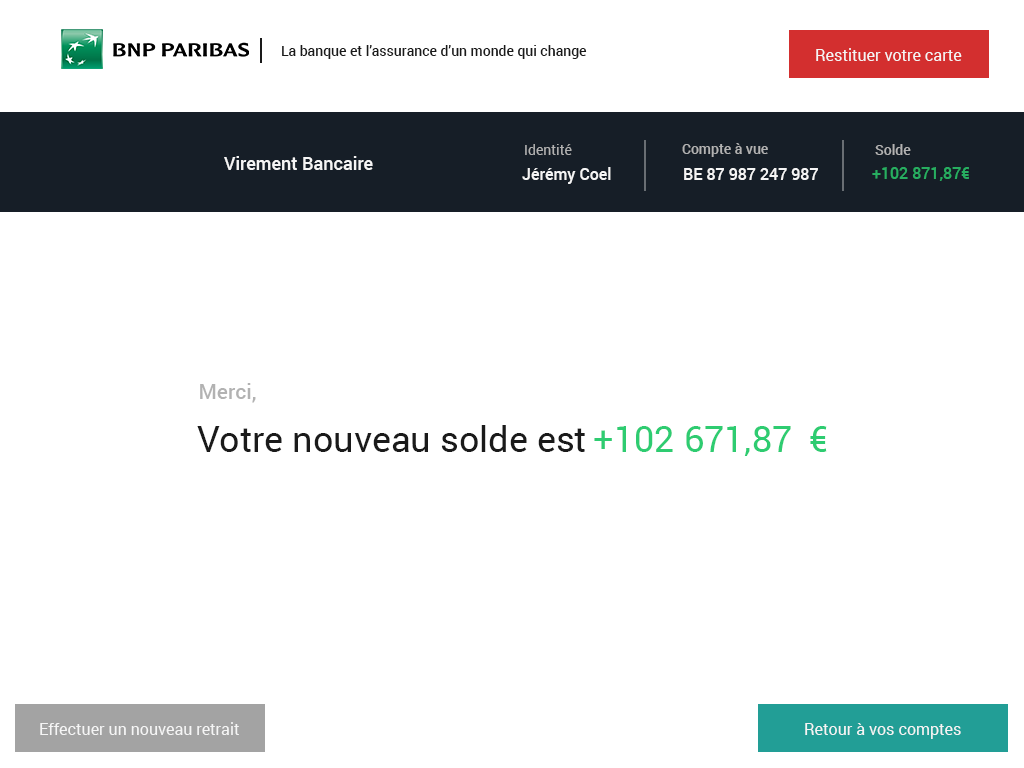 BNP PARIBAS
La banque et l'assurance d'un monde qui change
Restituer votre carte
Virement Bancaire
Identité
Jérémy Coel
Compte à vue
BE 87 987 247 987
Solde
+102 871,87€
Merci,
Votre nouveau solde est +102 671,87 €
Effectuer un nouveau retrait
Retour à vos comptes